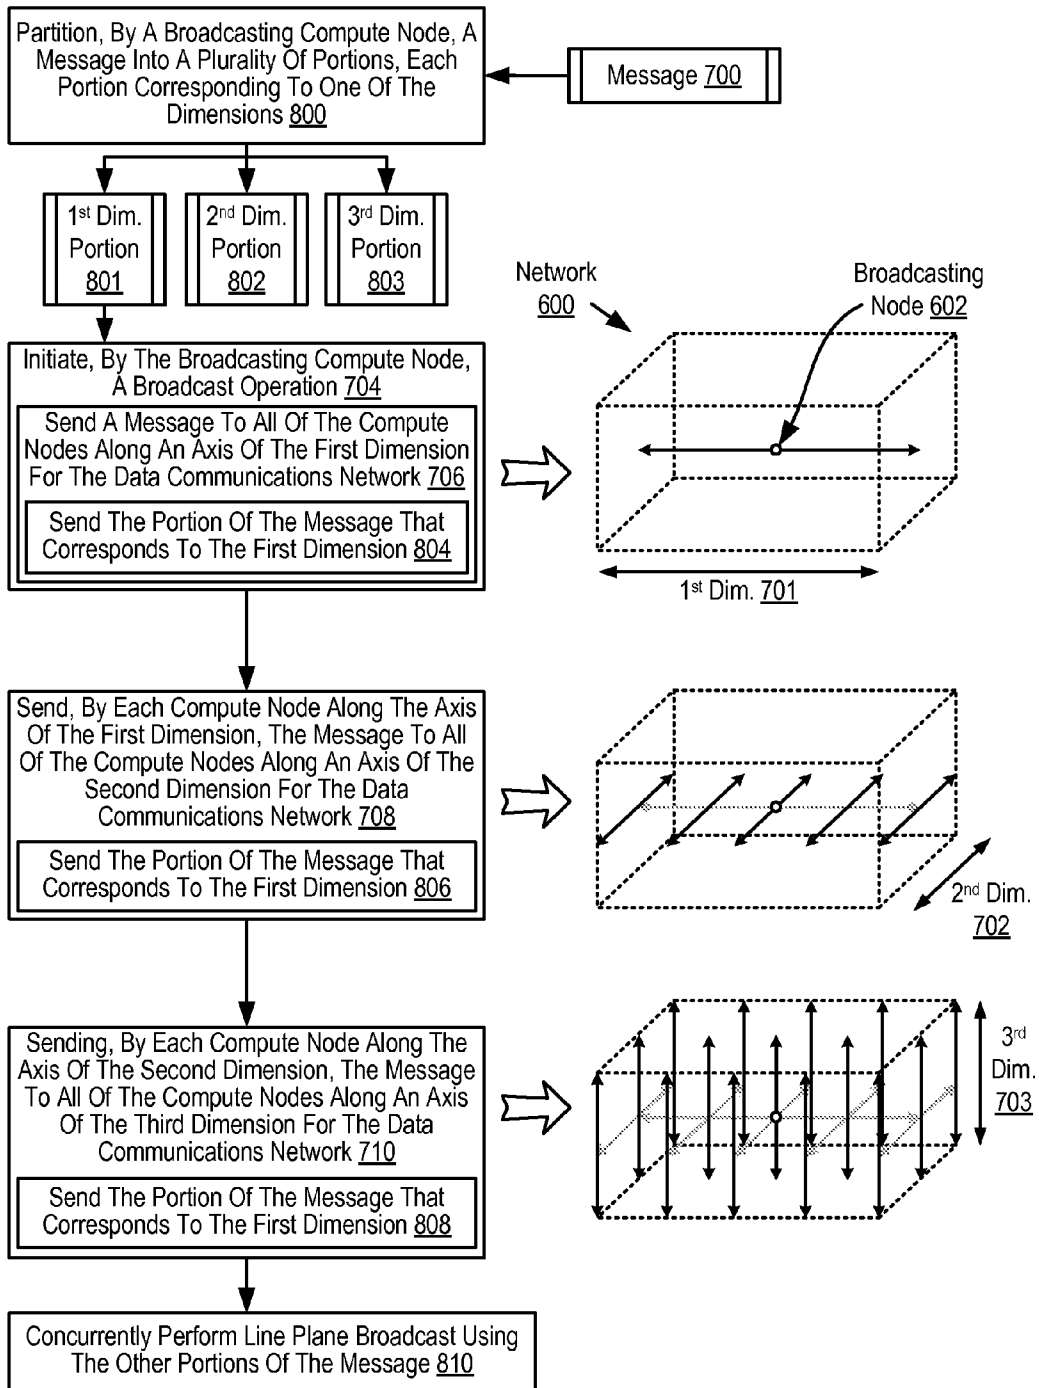 Partition, By A Broadcasting Compute Node, A
Message Into A Plurality Of Portions, Each
Portion Corresponding To One Of The
Dimensions 800
Message 700
1st Dim.
Portion
801
2nd Dim.
Portion
802
3rd Dim.
Portion
803
Network
600
Broadcasting
Node 602
Initiate, By The Broadcasting Compute Node,
A Broadcast Operation 704
Send A Message To All Of The Compute
Nodes Along An Axis Of The First Dimension
For The Data Communications Network 706
Send The Portion Of The Message That
Corresponds To The First Dimension 804
1st Dim. 701
Send, By Each Compute Node Along The Axis
Of The First Dimension, The Message To All
Of The Compute Nodes Along An Axis Of The
Second Dimension For The Data
Communications Network 708
Send The Portion Of The Message That
Corresponds To The First Dimension 806
2nd Dim.
702
Sending, By Each Compute Node Along The
Axis Of The Second Dimension, The Message
To All Of The Compute Nodes Along An Axis
Of The Third Dimension For The Data
Communications Network 710
Send The Portion Of The Message That
Corresponds To The First Dimension 808
3rd
Dim.
703
Concurrently Perform Line Plane Broadcast Using
The Other Portions Of The Message 810